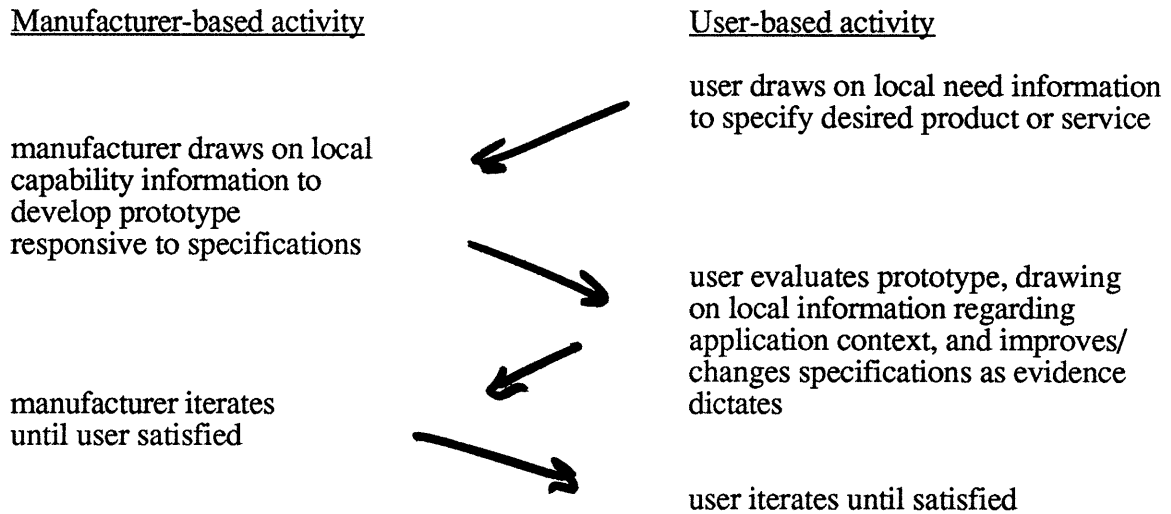 Manufacturer-based activity
User-based activity
user draws on local need information
to specify desired product or service
manufacturer draws on local
capability information to
develop prototype
responsive to specifications
user evaluates prototype, drawing
on local information regarding
application context, and improves/
changes specifications as evidence
dictates
manufacturer iterates
until user satisfied
user iterates until satisfied